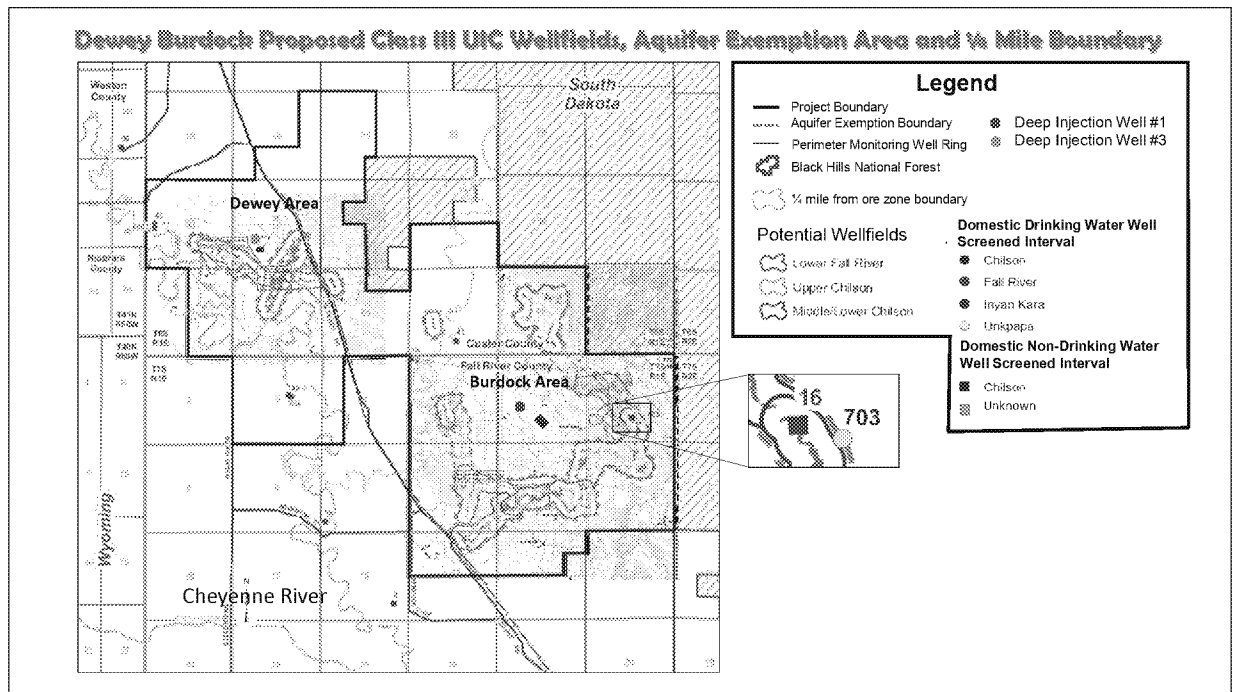 Dewey Burdock Proposed Class III UIC Wellfields, Aquifer Exemption Area and ¼ Mile Boundary
Weston
County
South
Dakota
Dewey Area
County
Custer County
Fall River County
Burdock Area
Wyoming
Cheyenne River
N
16
703
Legend
Project Boundary
Aquifer Exemption Boundary
Perimeter Monitoring Well Ring
Black Hills National Forest
¼ mile from ore zone boundary
Deep Injection Well #1
Deep Injection Well #3
Potential Wellfields
Lower Fall River
Upper Chilson
Middle/Lower Chilson
Domestic Drinking Water Well
Screened Interval
Chilson
Fall River
Inyan Kara
Unkpapa
Domestic Non-Drinking Water
Well Screened Interval
Chilson
Unknown